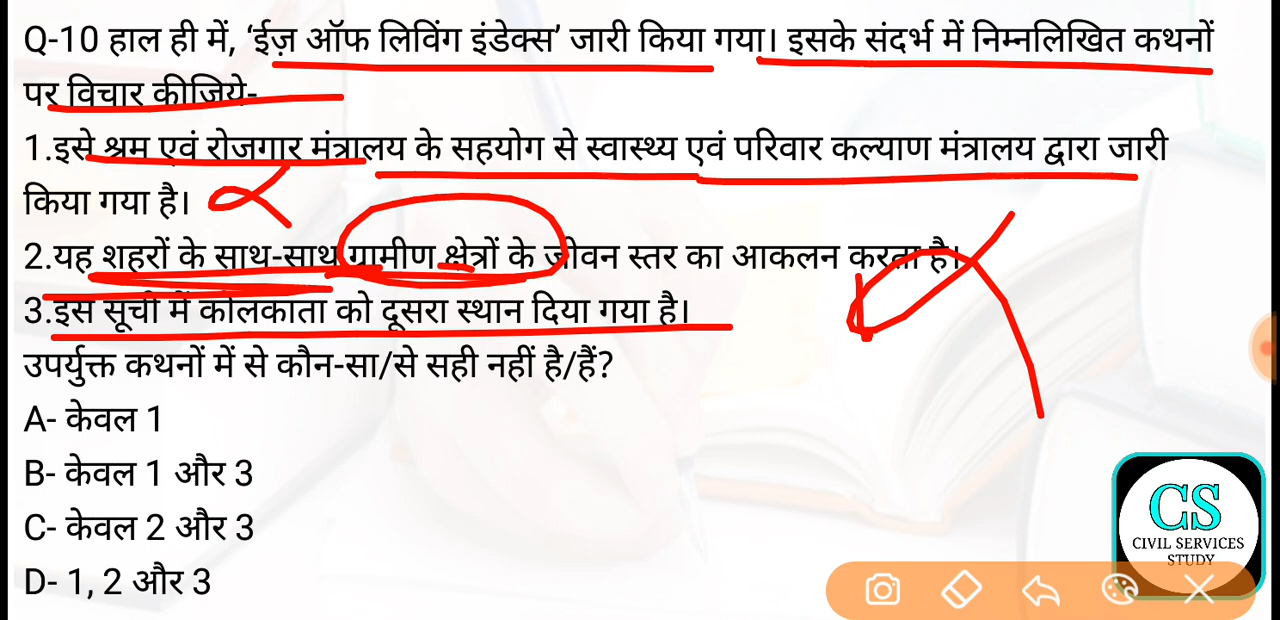 Q-10 हाल ही में, ‘ईज़ ऑफ लिविंग इंडेक्स’ जारी किया गया। इसके संदर्भ में निम्नलिखित कथनों
पर विचार कीजिये-
1.इसे श्रम एवं रोजगार मंत्रालय के सहयोग से स्वास्थ्य एवं परिवार कल्याण मंत्रालय द्वारा जारी
किया गया है।
2.यह शहरों के साथ-साथ ग्रामीण क्षेत्रों के जीवन स्तर का आकलन करता है।
3.इस सूची में कोलकाता को दूसरा स्थान दिया गया है।
उपर्युक्त कथनों में से कौन-सा/से सही नहीं है/हैं?
A- केवल 1
B- केवल 1 और 3
C- केवल 2 और 3
D- 1, 2 और 3
CS
CIVIL SERVICES
STUDY